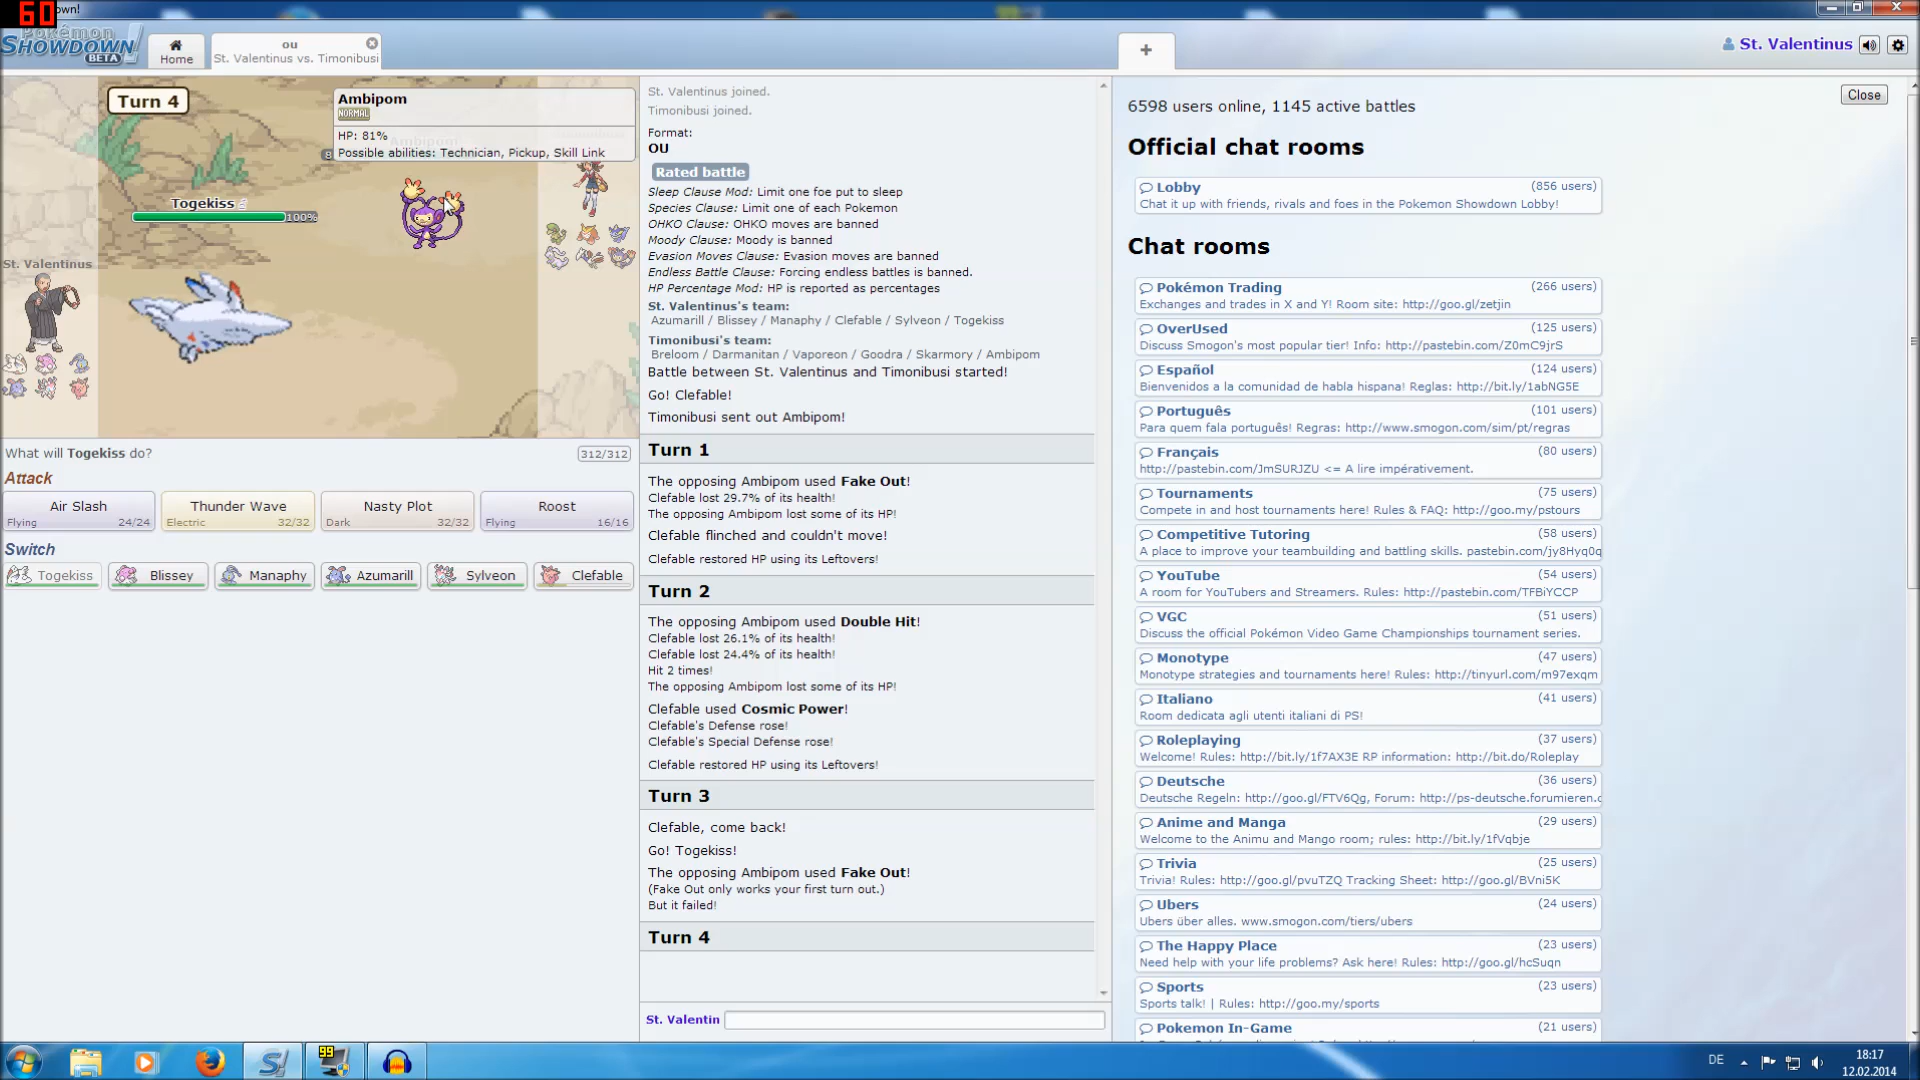 60
own!
Pokémon
SHOWDOWN!
BETA
Home
ou
St. Valentinus vs. Timonibusi
+
St. Valentinus
Turn 4
Ambipom
NORMAL
HP: 81%
Possible abilities: Technician, Pickup, Skill Link
Togekiss
100%
St. Valentinus
What will Togekiss do?
312/312
Attack
Air Slash
Flying 24/24
Thunder Wave
Electric 32/32
Nasty Plot
Dark 32/32
Roost
Flying 16/16
Switch
Togekiss
Blissey
Manaphy
Azumarill
Sylveon
Clefable
St. Valentinus joined.
Timonibusi joined.
Format:
OU
Rated battle
Sleep Clause Mod: Limit one foe put to sleep
Species Clause: Limit one of each Pokemon
OHKO Clause: OHKO moves are banned
Moody Clause: Moody is banned
Evasion Moves Clause: Evasion moves are banned
Endless Battle Clause: Forcing endless battles is banned.
HP Percentage Mod: HP is reported as percentages
St. Valentinus's team:
Azumarill / Blissey / Manaphy / Clefable / Sylveon / Togekiss
Timonibusi's team:
Breloom / Darmanitan / Vaporeon / Goodra / Skarmory / Ambipom
Battle between St. Valentinus and Timonibusi started!
Go! Clefable!
Timonibusi sent out Ambipom!
Turn 1
The opposing Ambipom used Fake Out!
Clefable lost 29.7% of its health!
The opposing Ambipom lost some of its HP!
Clefable flinched and couldn't move!
Clefable restored HP using its Leftovers!
Turn 2
The opposing Ambipom used Double Hit!
Clefable lost 26.1% of its health!
Clefable lost 24.4% of its health!
Hit 2 times!
The opposing Ambipom lost some of its HP!
Clefable used Cosmic Power!
Clefable's Defense rose!
Clefable's Special Defense rose!
Clefable restored HP using its Leftovers!
Turn 3
Clefable, come back!
Go! Togekiss!
The opposing Ambipom used Fake Out!
(Fake Out only works your first turn out.)
But it failed!
Turn 4
St. Valentin
6598 users online, 1145 active battles
Close
Official chat rooms
Lobby (856 users)
Chat it up with friends, rivals and foes in the Pokemon Showdown Lobby!
Chat rooms
Pokémon Trading (266 users)
Exchanges and trades in X and Y! Room site: http://goo.gl/zetjin
OverUsed (125 users)
Discuss Smogon's most popular tier! Info: http://pastebin.com/Z0mC9jrS
Español (124 users)
Bienvenidos a la comunidad de habla hispana! Reglas: http://bit.ly/1abNG5E
Português (101 users)
Para quem fala português! Regras: http://www.smogon.com/sim/pt/regras
Français (80 users)
http://pastebin.com/JmSURJZU <= A lire impérativement.
Tournaments (75 users)
Compete in and host tournaments here! Rules & FAQ: http://goo.my/pstours
Competitive Tutoring (58 users)
A place to improve your teambuilding and battling skills. pastebin.com/jy8Hyq0q
YouTube (54 users)
A room for YouTubers and Streamers. Rules: http://pastebin.com/TFBiYCCP
VGC (51 users)
Discuss the official Pokémon Video Game Championships tournament series.
Monotype (47 users)
Monotype strategies and tournaments here! Rules: http://tinyurl.com/m97exqm
Italiano (41 users)
Room dedicata agli utenti italiani di PS!
Roleplaying (37 users)
Welcome! Rules: http://bit.ly/1f7AX3E RP information: http://bit.do/Roleplay
Deutsche (36 users)
Deutsche Regeln: http://goo.gl/FTV6Qg, Forum: http://ps-deutsche.forumieren.c
Anime and Manga (29 users)
Welcome to the Animu and Mango room; rules: http://bit.ly/1fVqbje
Trivia (25 users)
Trivia! Rules: http://goo.gl/pvuTZQ Tracking Sheet: http://goo.gl/BVni5K
Ubers (24 users)
Ubers über alles. www.smogon.com/tiers/ubers
The Happy Place (23 users)
Need help with your life problems? Ask here! Rules: http://goo.gl/hcSuqn
Sports (23 users)
Sports talk! | Rules: http://goo.my/sports
Pokemon In-Game (21 users)
99
DE
18:17
12.02.2014